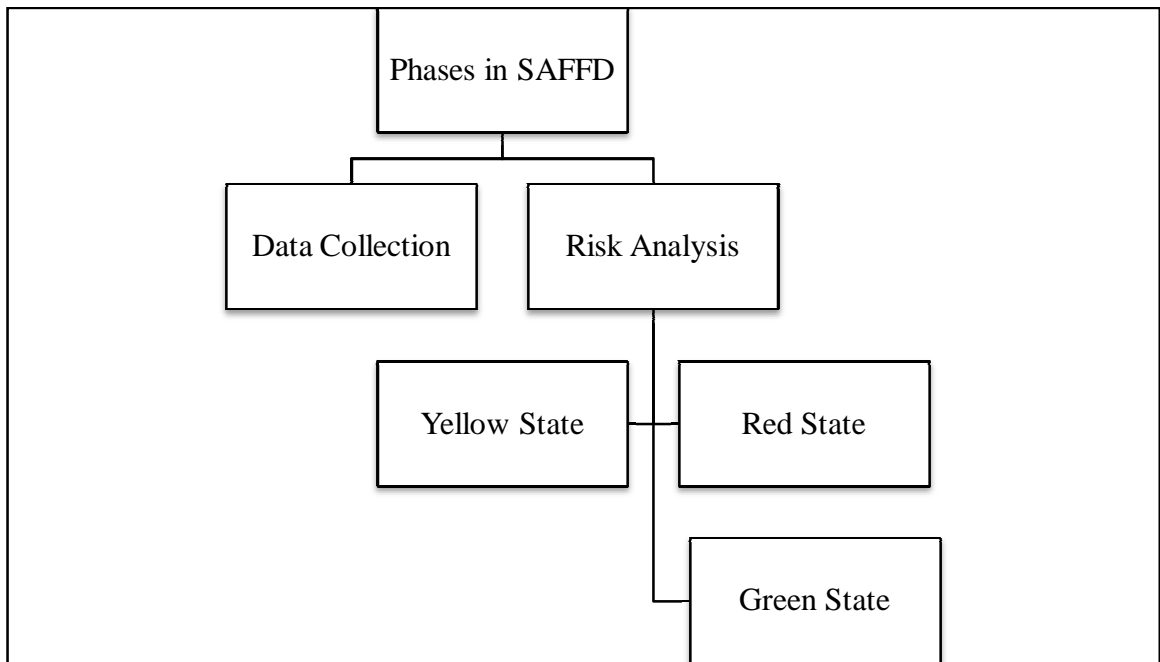 Phases in SAFFD
Data Collection
Risk Analysis
Yellow State
Red State
Green State